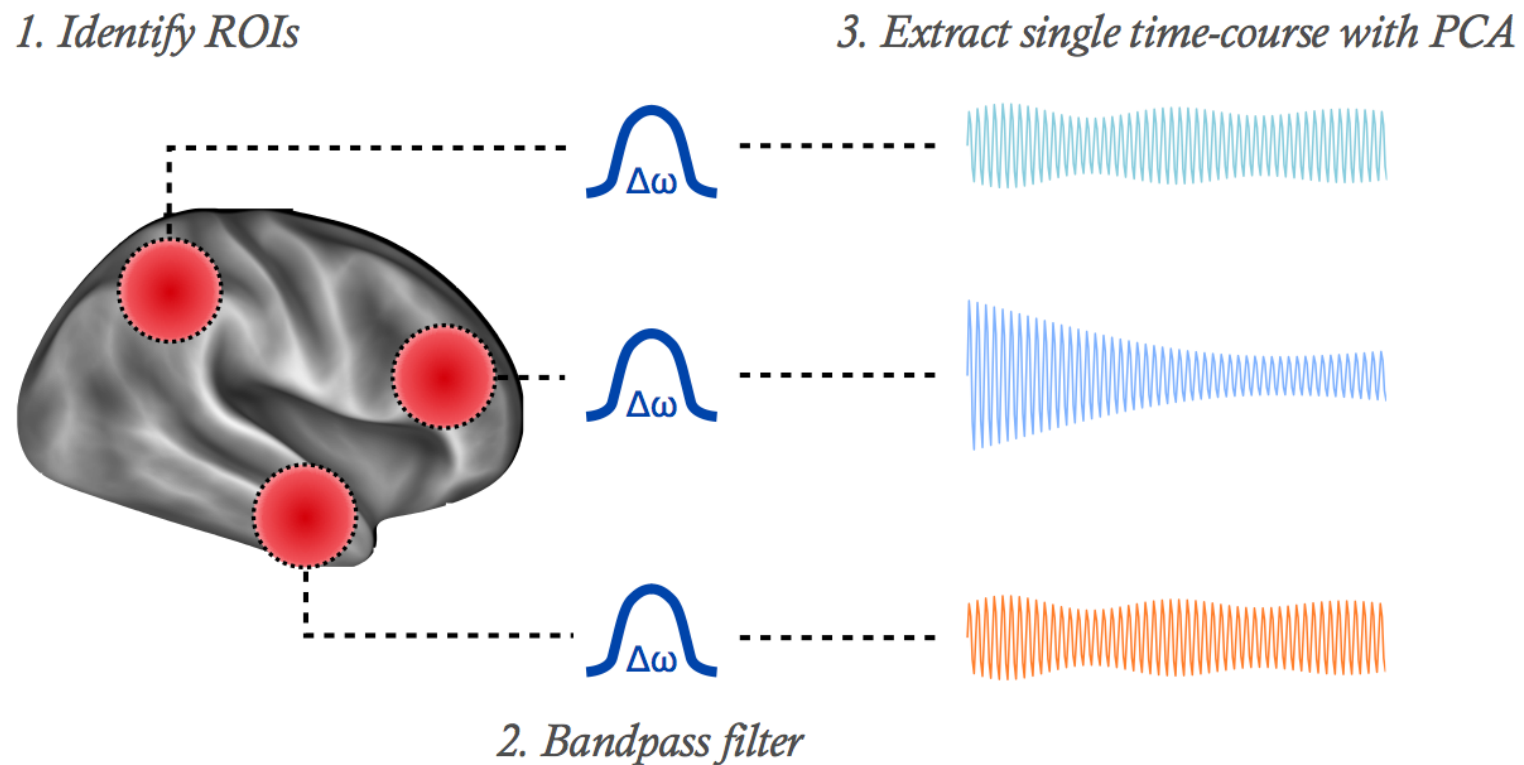 1. Identify ROIs
3. Extract single time-course with PCA
Δω
Δω
Δω
2. Bandpass filter